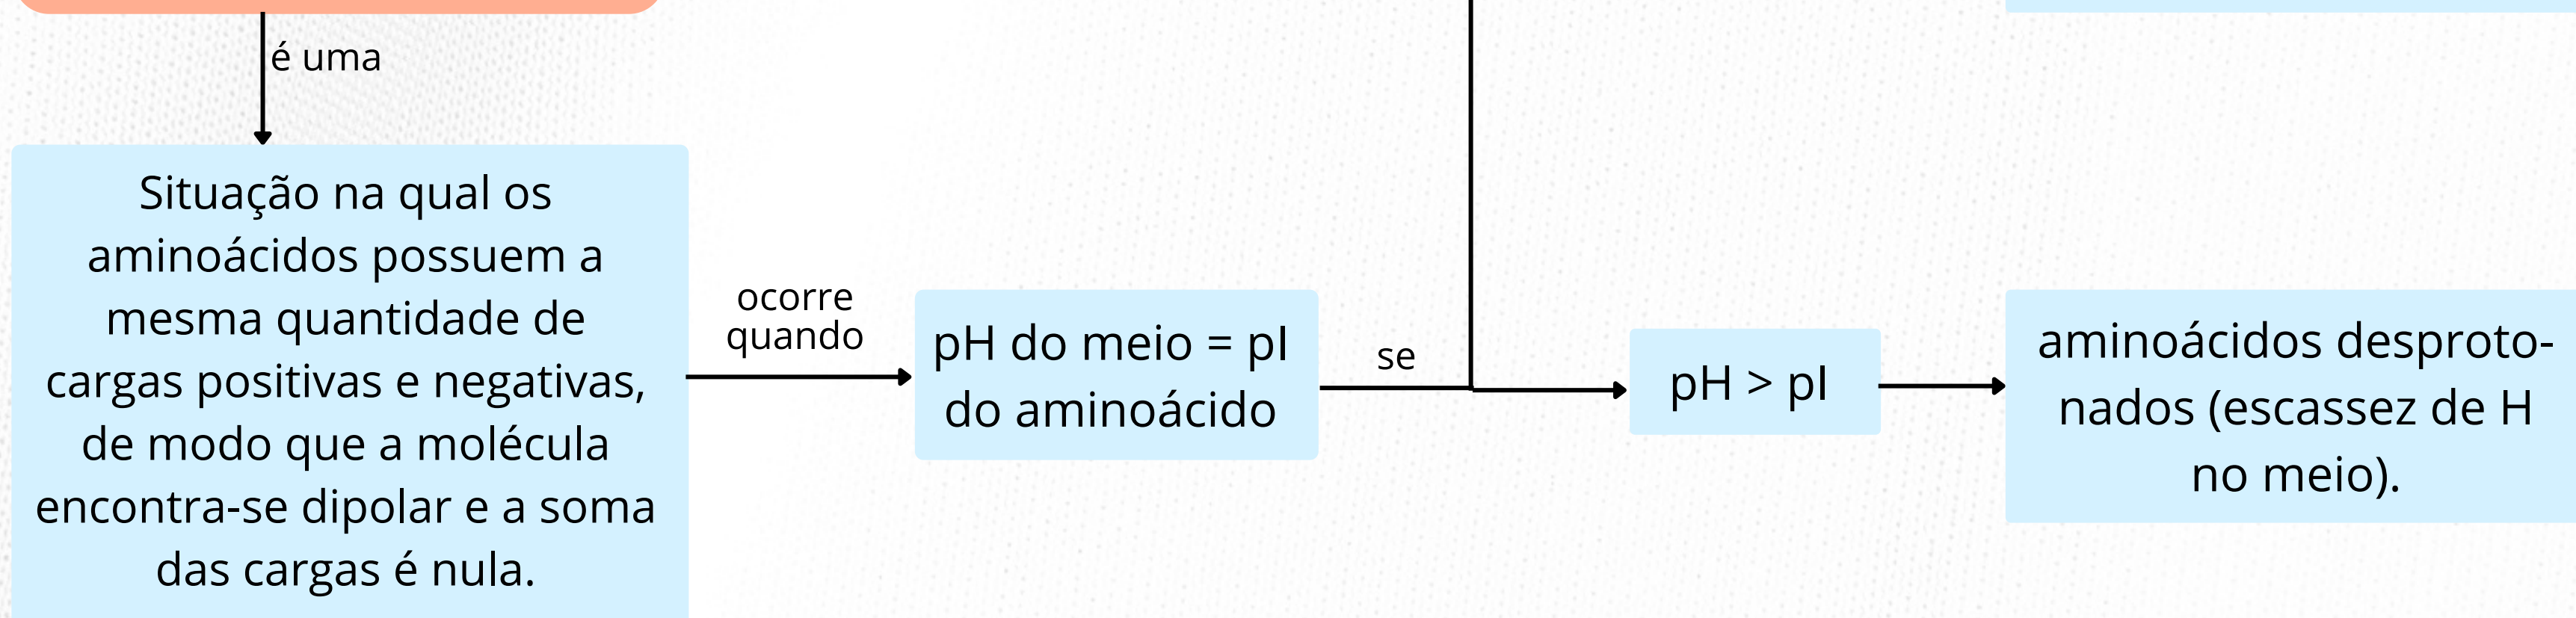 é uma
Situação na qual os
aminoácidos possuem a
mesma quantidade de
cargas positivas e negativas,
de modo que a molécula
encontra-se dipolar e a soma
das cargas é nula.
ocorre
quando
pH do meio = pI
do aminoácido
se
pH > pI
aminoácidos desproto-
nados (escassez de H
no meio).